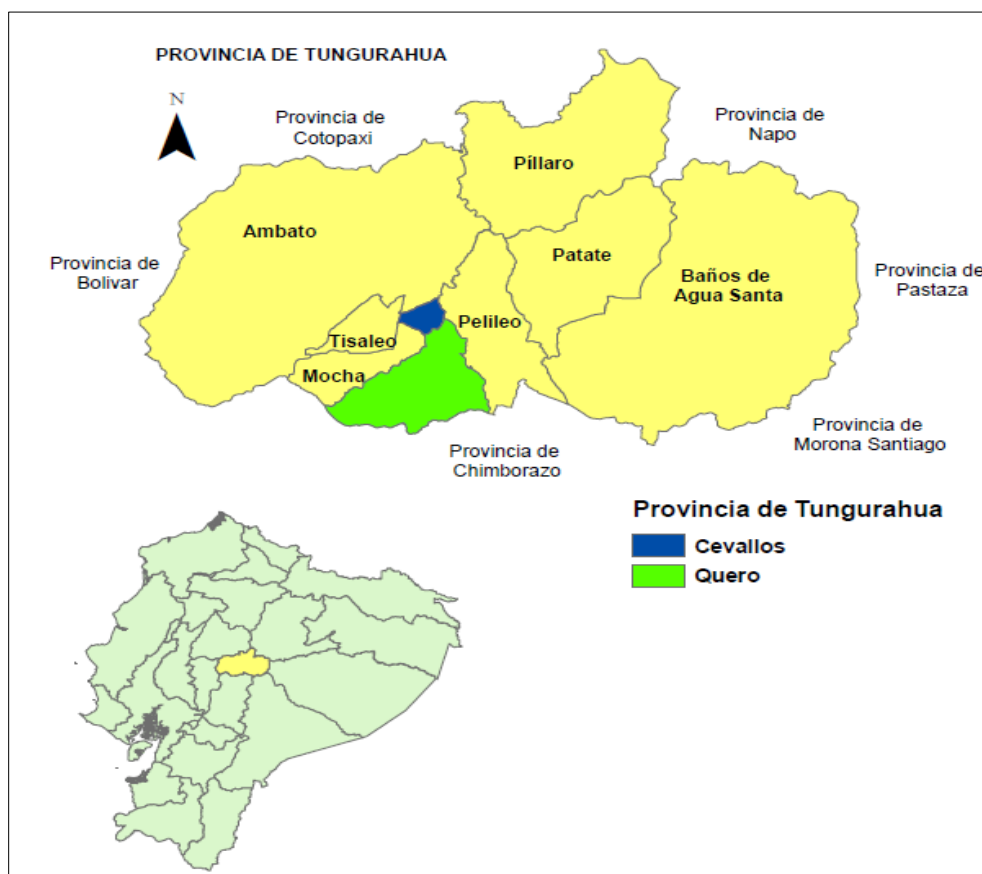 PROVINCIA DE TUNGURAHUA
N
Provincia de
Cotopaxi
Provincia de
Napo
Píllaro
Ambato
Patate
Provincia de
Bolivar
Baños de
Agua Santa
Provincia de
Pastaza
Pelileo
Tisaleo
Mocha
Provincia de
Morona Santiago
Provincia de
Chimborazo
Provincia de Tungurahua
Cevallos
Quero